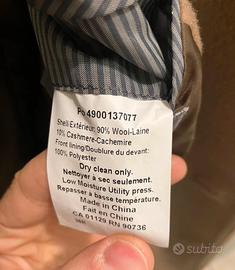 Po 4900137077
Shell/Extérieur: 90% Wool-Laine
10% Cashmere-Cachemire
Front lining/Doublure du devant:
100% Polyester
Dry clean only.
Nettoyer à sec seulement.
Low Moisture Utility press.
Repasser à basse température.
Made in China
Fait en Chine
CA 01129 RN 90736
subito